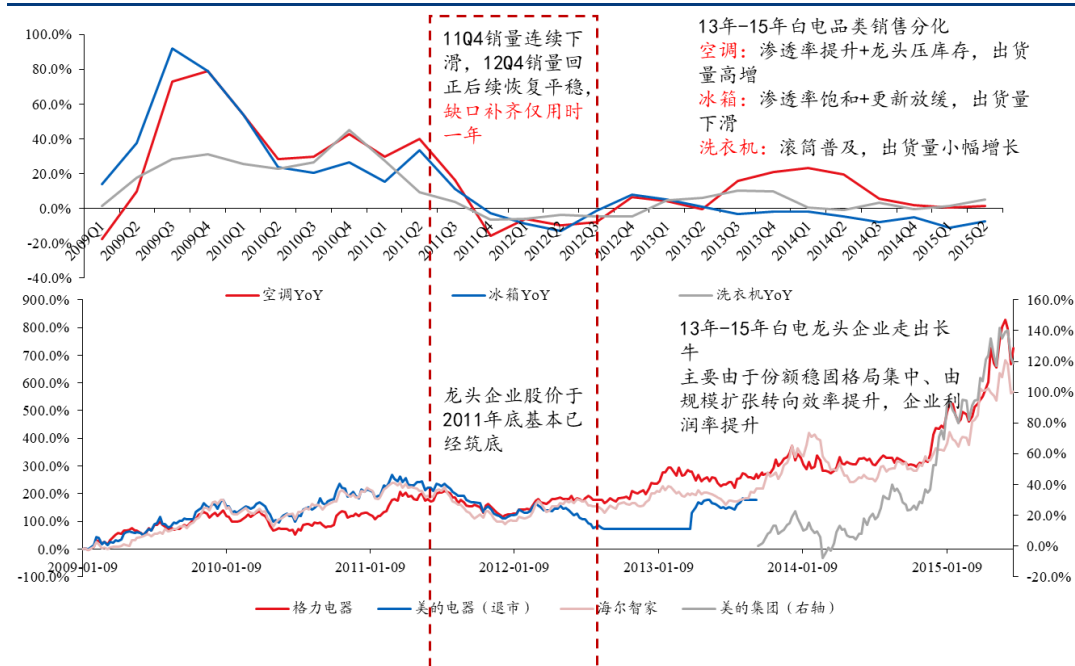 100.0%
80.0%
60.0%
40.0%
20.0%
0.0%
-20.0%
-40.0%
11Q4销量连续下
滑，12Q4销量回
正后续恢复平稳，
缺口补齐仅用时
一年
13年-15年白电品类销售分化
空调：渗透率提升+龙头压库存，出货
量高增
冰箱：渗透率饱和+更新放缓，出货量
下滑
洗衣机：滚筒普及，出货量小幅增长
2009Q1
2009Q2
2009Q3
2009Q4
2010Q1
2010Q2
2010Q3
2010Q4
2011Q1
2011Q2
2011Q3
2011Q4
2012Q1
2012Q2
2012Q3
2012Q4
2013Q1
2013Q2
2013Q3
2013Q4
2014Q1
2014Q2
2014Q3
2014Q4
2015Q1
2015Q2
空调YoY
冰箱YoY
洗衣机YoY
900.0%
800.0%
700.0%
600.0%
500.0%
400.0%
300.0%
200.0%
100.0%
0.0%
-100.0%
龙头企业股价于
2011年底基本已
经筑底
13年-15年白电龙头企业走出长
牛
主要由于份额稳固格局集中、由
规模扩张转向效率提升，企业利
润率提升
160.0%
140.0%
120.0%
100.0%
80.0%
60.0%
40.0%
20.0%
0.0%
-20.0%
2009-01-09
2010-01-09
2011-01-09
2012-01-09
2013-01-09
2014-01-09
2015-01-09
格力电器
美的电器（退市）
海尔智家
美的集团（右轴）